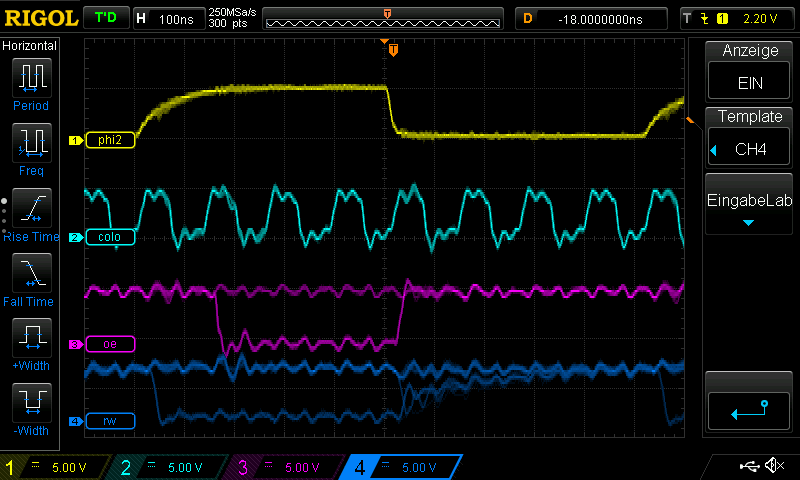 RIGOL T'D H 100ns 250MSa/s 300 pts T D -18.0000000ns T 1 2.20 V
Horizontal
Period
Freq
Rise Time
Fall Time
+Width
-Width
T
1 phi2
2 colo
3 oe
4 rw
Anzeige
EIN
Template
CH4
EingabeLab
1 5.00 V 2 5.00 V 3 5.00 V 4 5.00 V